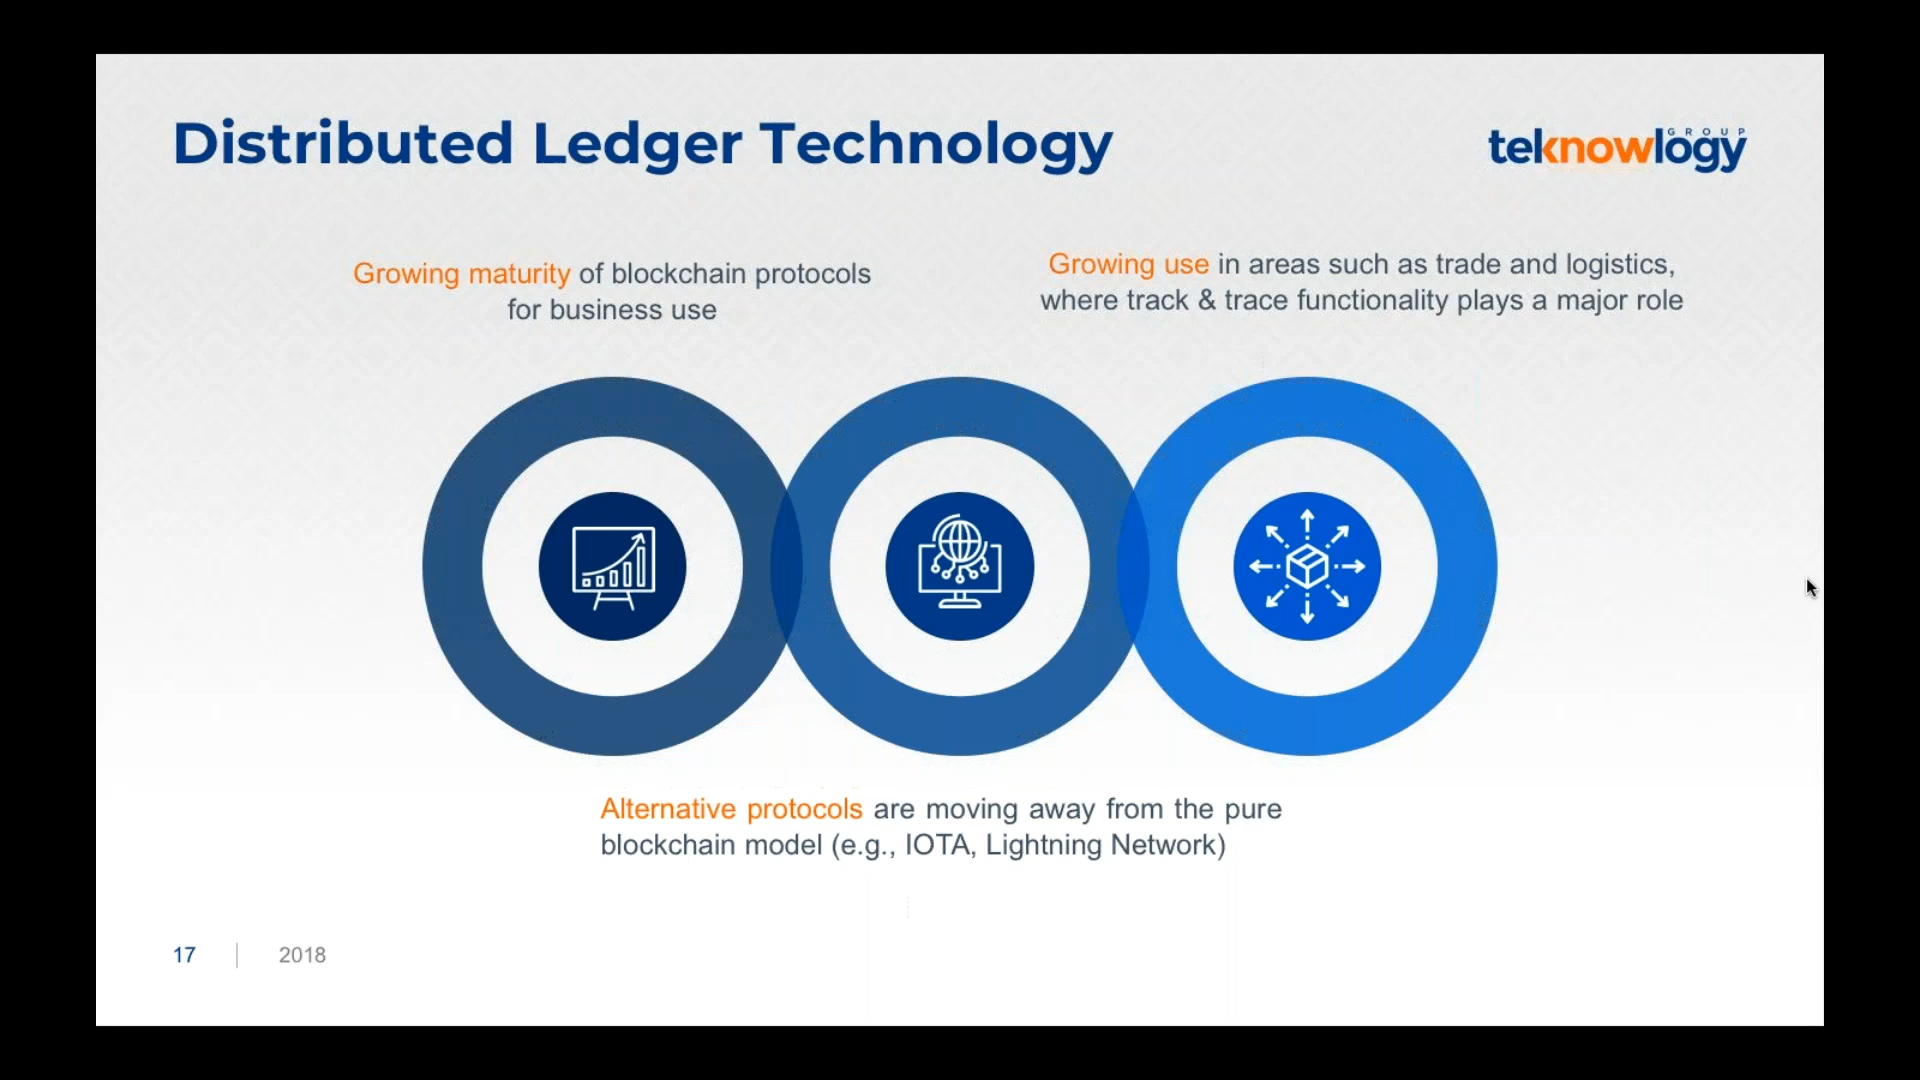 Distributed Ledger Technology
teknowlogy
GROUP
Growing maturity of blockchain protocols
for business use
Growing use in areas such as trade and logistics,
where track & trace functionality plays a major role
Alternative protocols are moving away from the pure
blockchain model (e.g., IOTA, Lightning Network)
17
2018